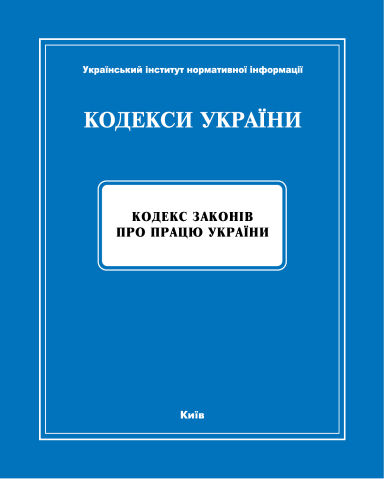 Український інститут нормативної інформації
КОДЕКСИ УКРАЇНИ
КОДЕКС ЗАКОНІВ
ПРО ПРАЦЮ УКРАЇНИ
Київ